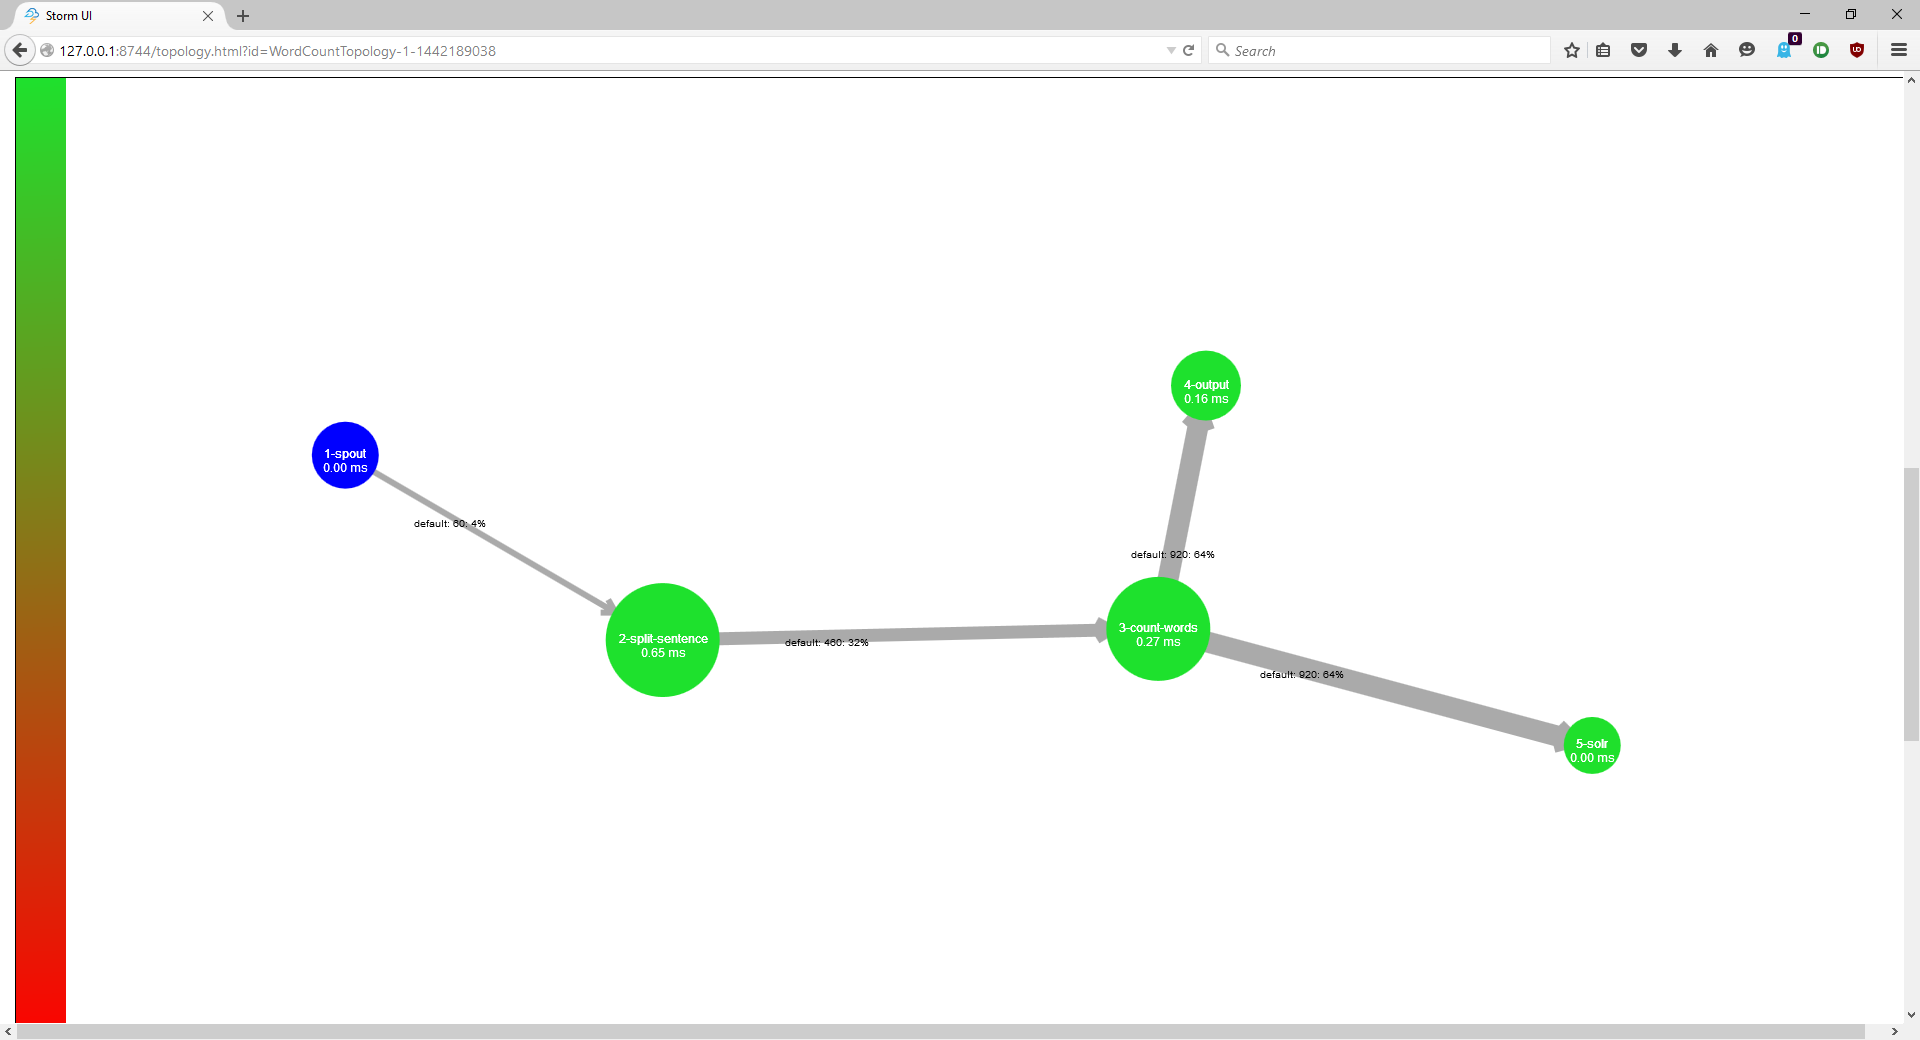 Storm UI
127.0.0.1:8744/topology.html?id=WordCountTopology-1-1442189038
Search
0
4-output
0.16 ms
1-spout
0.00 ms
default: 60: 4%
default: 920: 64%
2-split-sentence
0.65 ms
3-count-words
0.27 ms
default: 460: 32%
default: 920: 64%
5-solr
0.00 ms